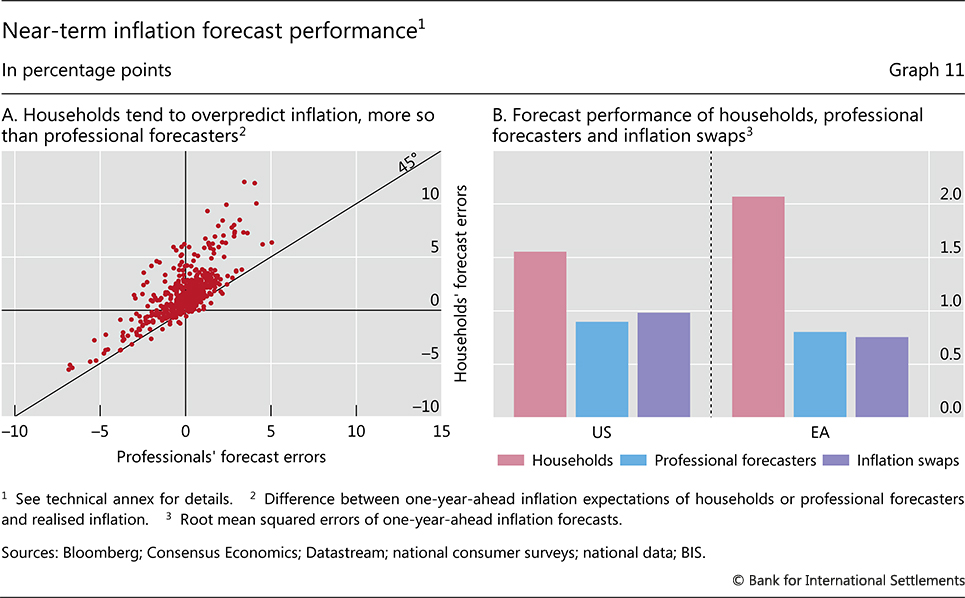 Near-term inflation forecast performance¹
In percentage points
Graph 11
A. Households tend to overpredict inflation, more so
than professional forecasters²
45°
10
5
0
–5
–10
Households' forecast errors
–10 –5 0 5 10 15
Professionals' forecast errors
B. Forecast performance of households, professional
forecasters and inflation swaps³
2.0
1.5
1.0
0.5
0.0
US EA
Households Professional forecasters Inflation swaps
¹ See technical annex for details. ² Difference between one-year-ahead inflation expectations of households or professional forecasters
and realised inflation. ³ Root mean squared errors of one-year-ahead inflation forecasts.
Sources: Bloomberg; Consensus Economics; Datastream; national consumer surveys; national data; BIS.
© Bank for International Settlements